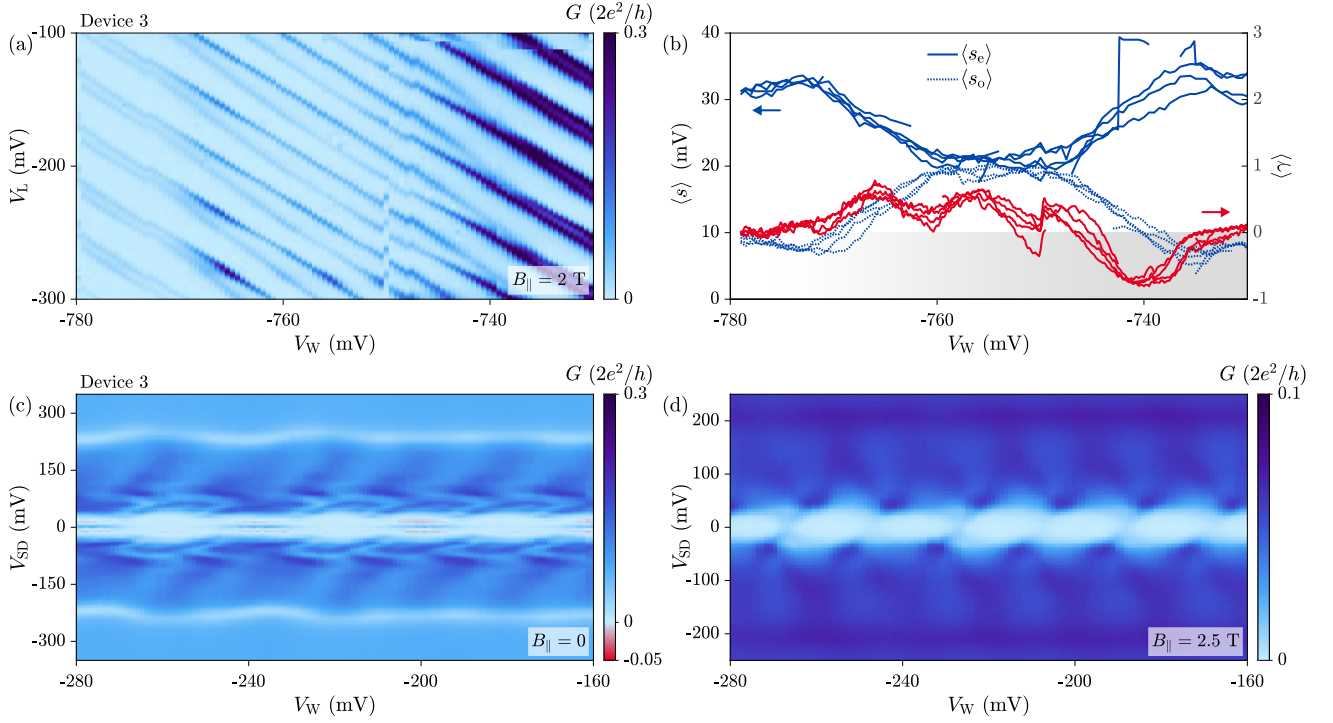 Device 3
G (2e²/h)
(a)
-100
-200
-300
V_L (mV)
0.3
0
B_∥ = 2 T
-780
-760
-740
V_W (mV)
(b)
40
30
20
10
0
⟨s⟩ (mV)
⟨s_e⟩
⟨s_o⟩
3
2
1
0
-1
⟨λ⟩
-780
-760
-740
V_W (mV)
Device 3
G (2e²/h)
(c)
300
150
0
-150
-300
V_SD (mV)
0.3
0
-0.05
B_∥ = 0
-280
-240
-200
-160
V_W (mV)
G (2e²/h)
(d)
200
100
0
-100
-200
V_SD (mV)
0.1
0
B_∥ = 2.5 T
-280
-240
-200
-160
V_W (mV)